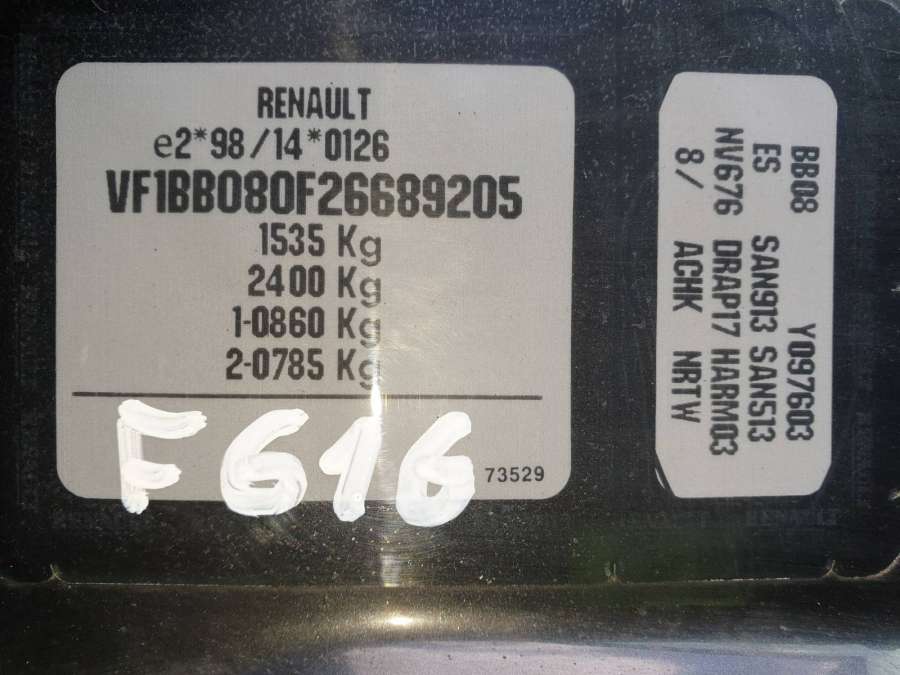 RENAULT
e2*98/14*0126
VF1BB080F26689205
1535 Kg
2400 Kg
1-0860 Kg
2-0785 Kg
F616
73529
BB08 Y097603
ES SAN913 SAN513
NV676 DRAP17 HARM03
8/ ACHK NRTW